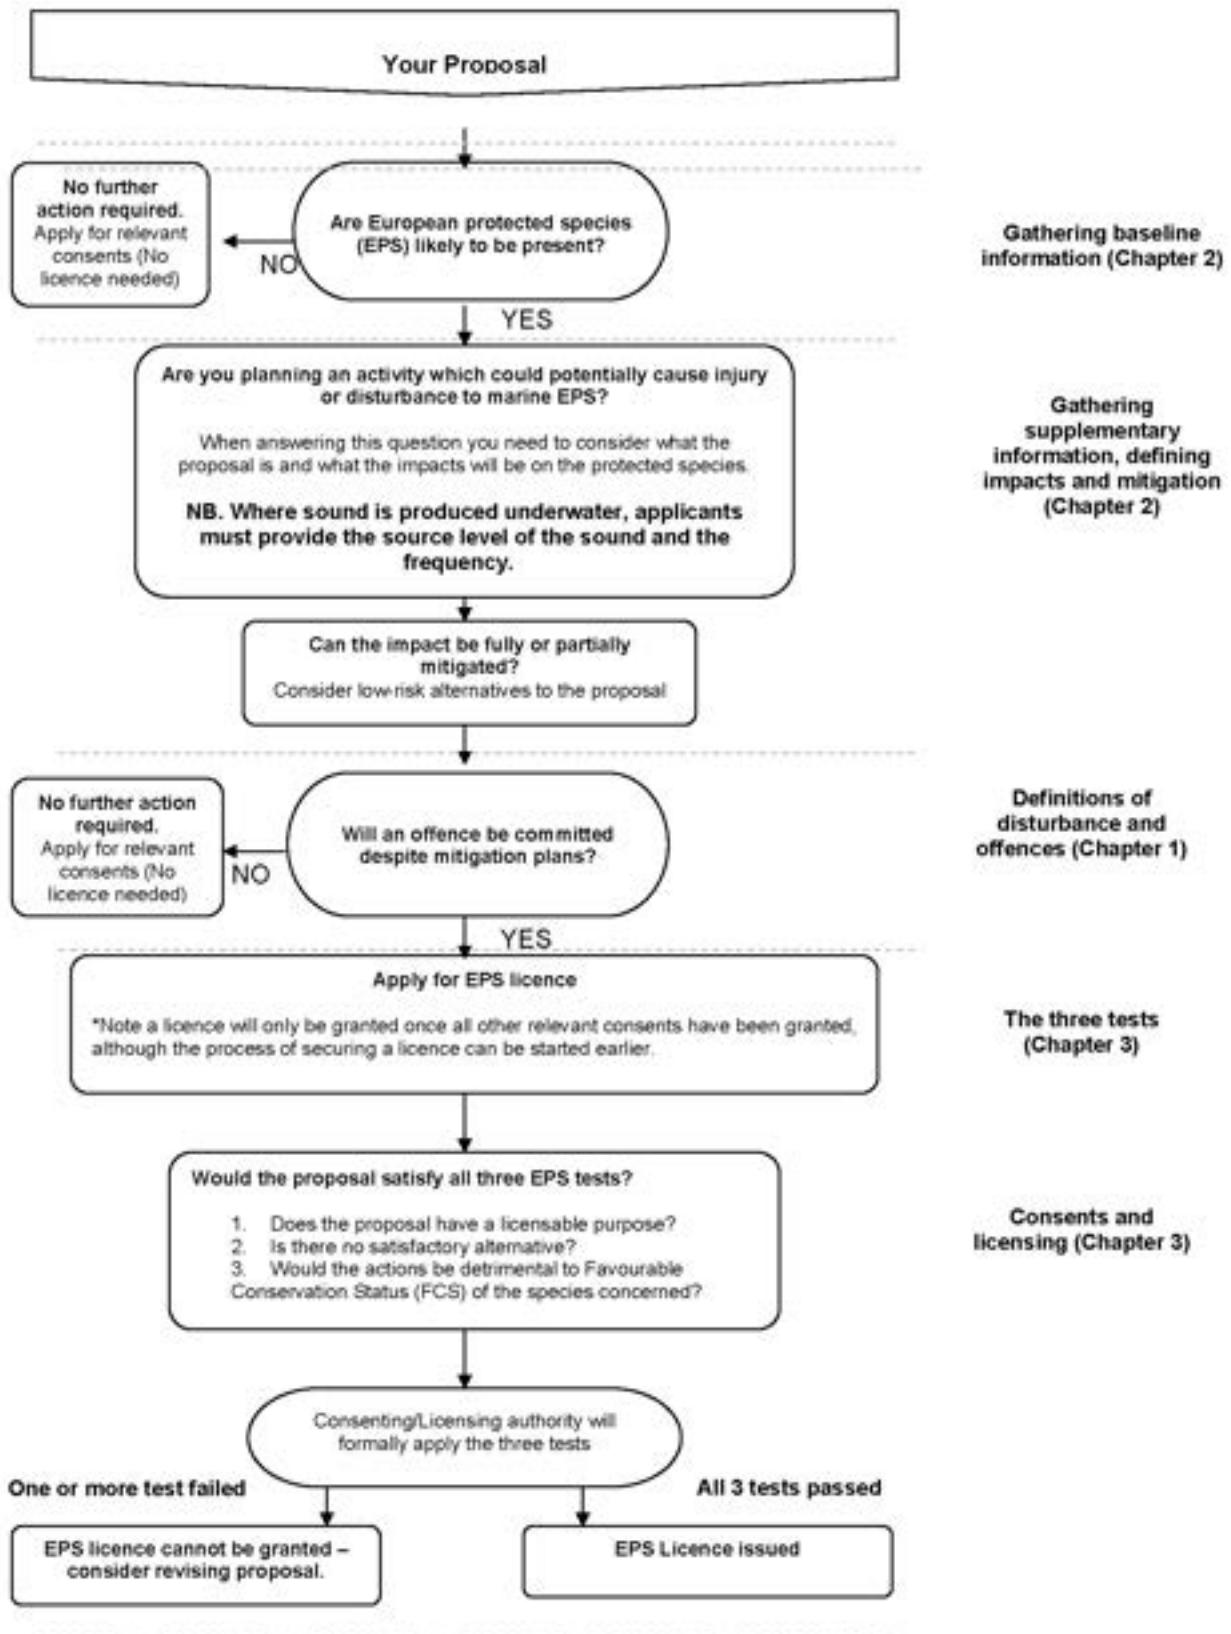 Your Proposal
No further
action required.
Apply for relevant
consents (No
licence needed)
NO
Are European protected species
(EPS) likely to be present?
Gathering baseline
information (Chapter 2)
YES
Are you planning an activity which could potentially cause injury
or disturbance to marine EPS?
When answering this question you need to consider what the
proposal is and what the impacts will be on the protected species.
NB. Where sound is produced underwater, applicants
must provide the source level of the sound and the
frequency.
Gathering
supplementary
information, defining
impacts and mitigation
(Chapter 2)
Can the impact be fully or partially
mitigated?
Consider low-risk alternatives to the proposal
No further action
required.
Apply for relevant
consents (No
licence needed)
NO
Will an offence be committed
despite mitigation plans?
Definitions of
disturbance and
offences (Chapter 1)
YES
Apply for EPS licence
*Note a licence will only be granted once all other relevant consents have been granted,
although the process of securing a licence can be started earlier.
The three tests
(Chapter 3)
Would the proposal satisfy all three EPS tests?
1. Does the proposal have a licensable purpose?
2. Is there no satisfactory alternative?
3. Would the actions be detrimental to Favourable
Conservation Status (FCS) of the species concerned?
Consents and
licensing (Chapter 3)
Consenting/Licensing authority will
formally apply the three tests
One or more test failed
All 3 tests passed
EPS licence cannot be granted –
consider revising proposal.
EPS Licence issued